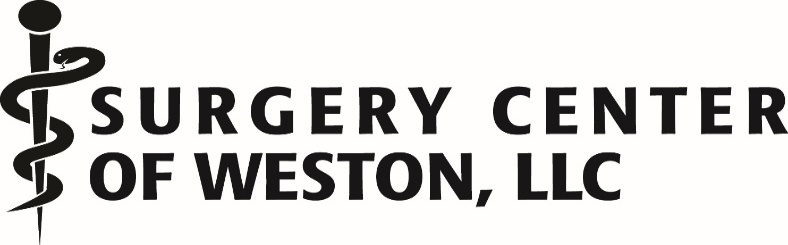 SURGERY CENTER
OF WESTON, LLC